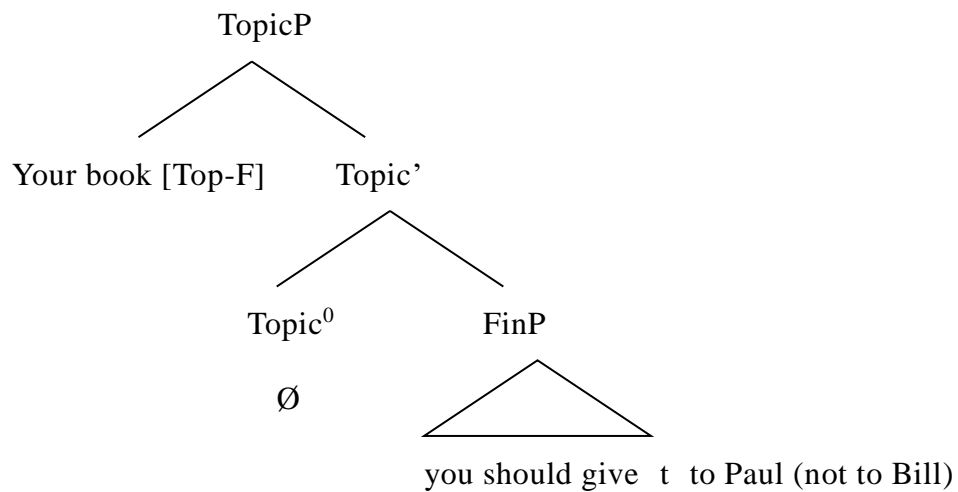 TopicP
Your book [Top-F] Topic’
Topic⁰ FinP
Ø
you should give t to Paul (not to Bill)